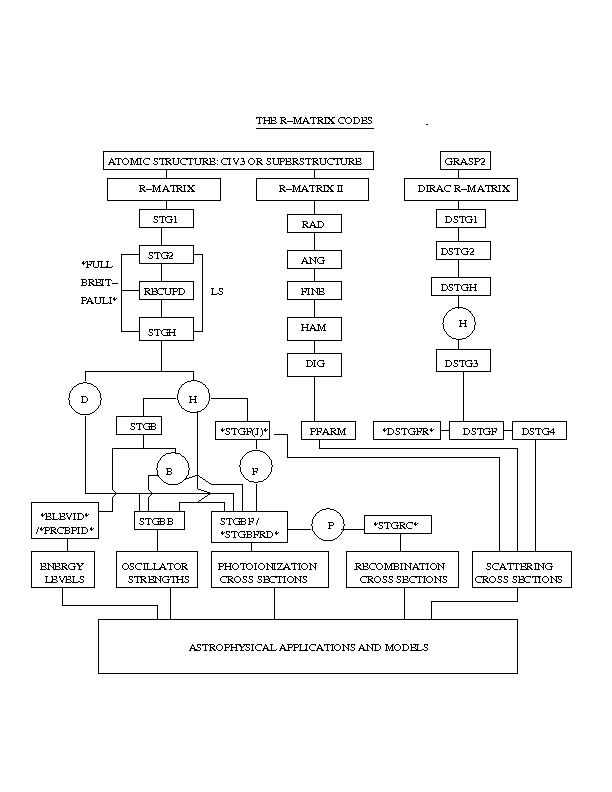 THE R–MATRIX CODES
ATOMIC STRUCTURE: CIV3 OR SUPERSTRUCTURE
GRASP2
R–MATRIX
R–MATRIX II
DIRAC R–MATRIX
STG1
RAD
DSTG1
STG2
ANG
DSTG2
*FULL
BREIT–
PAULI*
RECUPD
LS
FINE
DSTGH
STGH
HAM
H
DIG
DSTG3
D
H
STGB
*STGF(J)*
PFARM
*DSTGFR*
DSTGF
DSTG4
B
F
*ELEVID*
/*PRCBPID*
STGBB
STGBF/
*STGBFRD*
P
*STGRC*
ENERGY
LEVELS
OSCILLATOR
STRENGTHS
PHOTOIONIZATION
CROSS SECTIONS
RECOMBINATION
CROSS SECTIONS
SCATTERING
CROSS SECTIONS
ASTROPHYSICAL APPLICATIONS AND MODELS